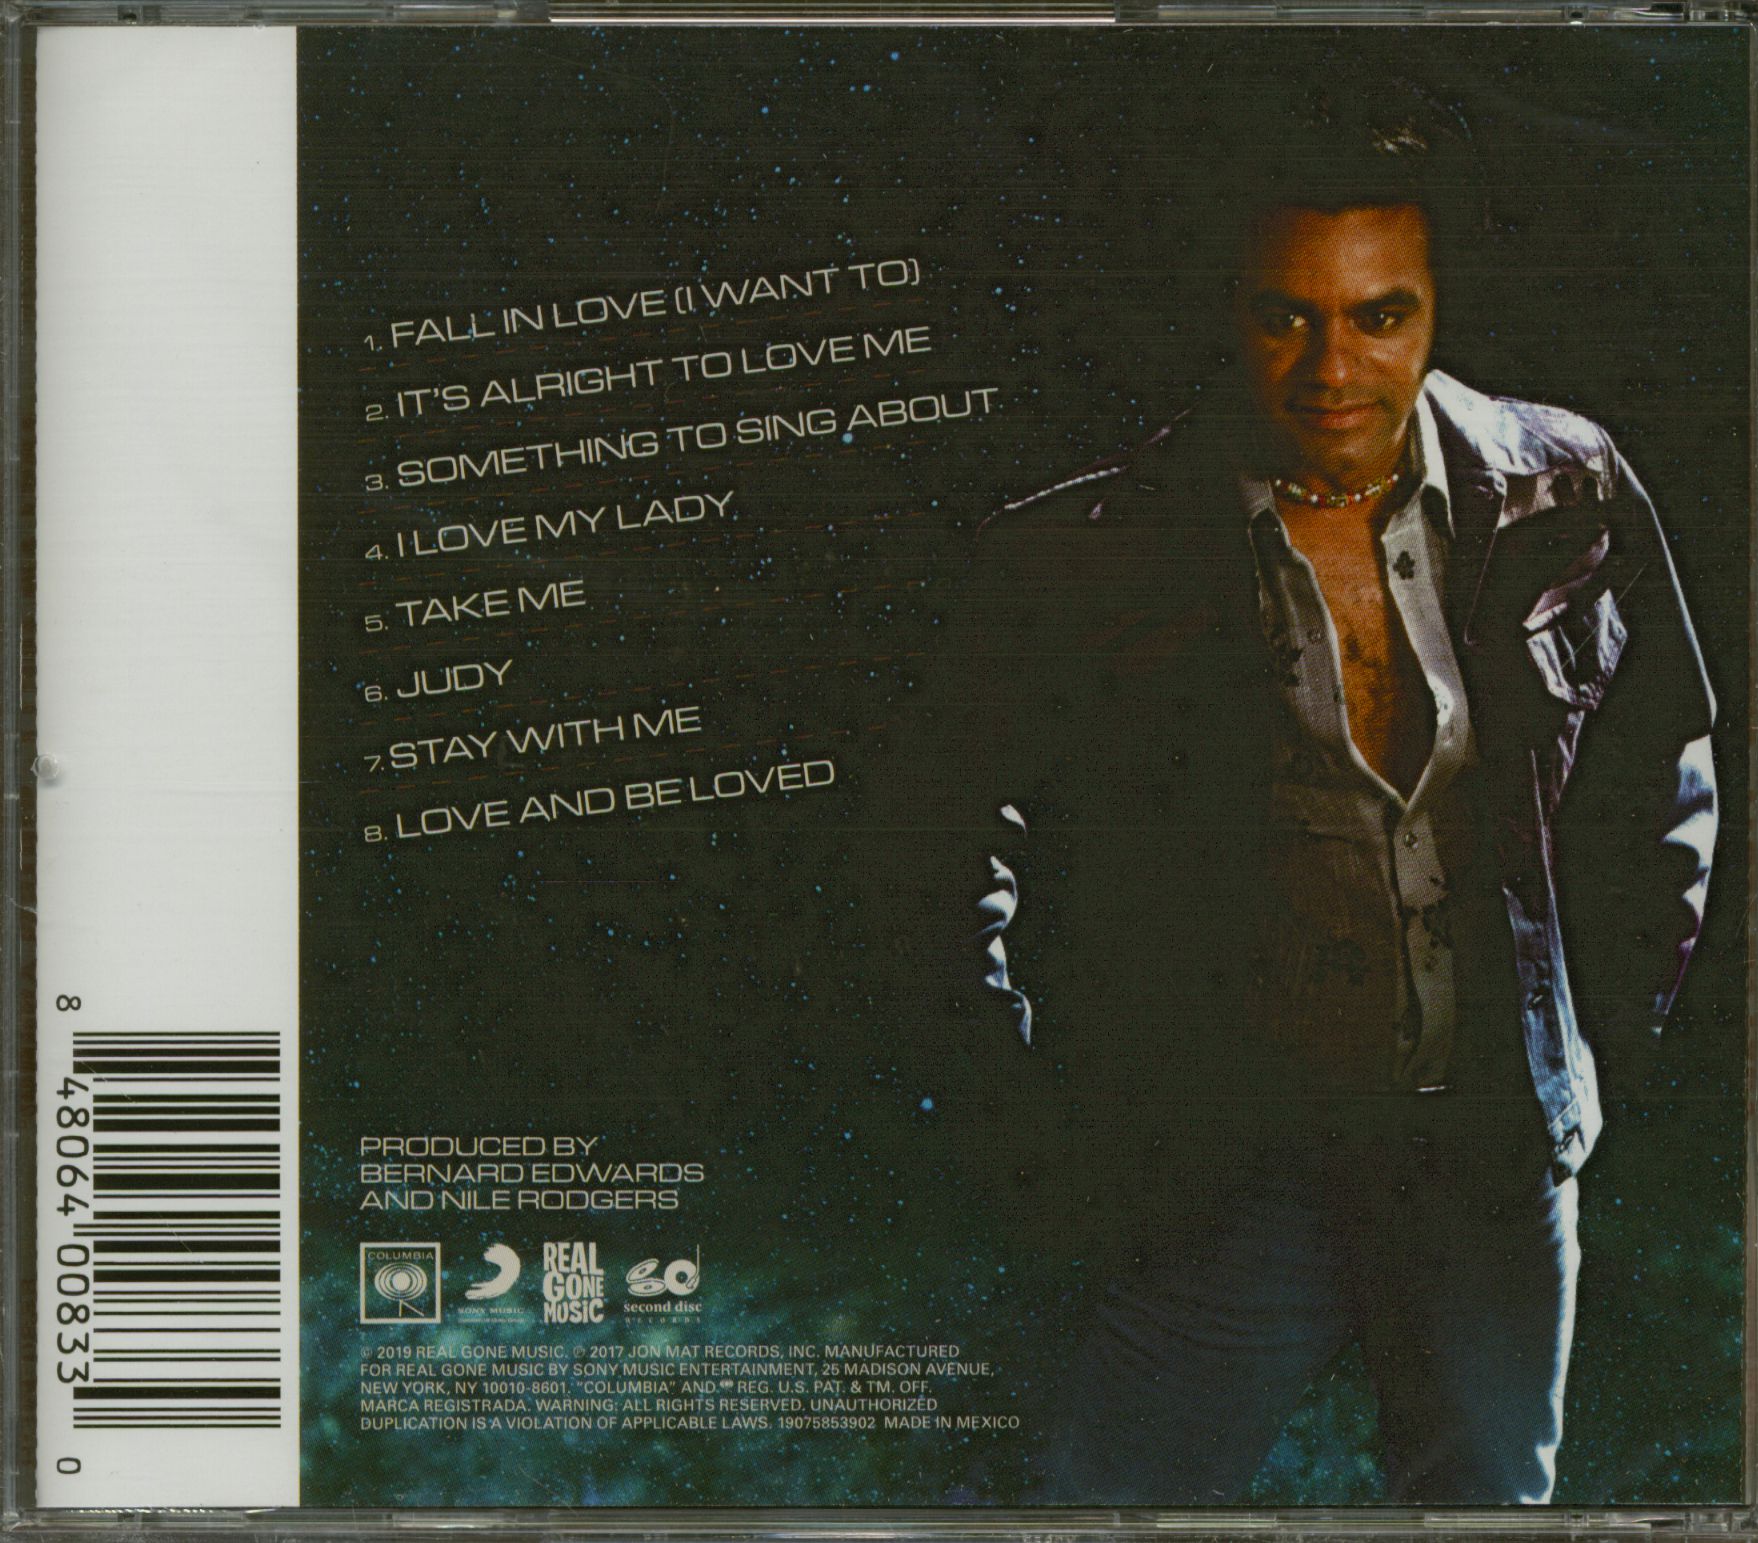 1. FALL IN LOVE (I WANT TO)
2. IT'S ALRIGHT TO LOVE ME
3. SOMETHING TO SING ABOUT
4. I LOVE MY LADY
5. TAKE ME
6. JUDY
7. STAY WITH ME
8. LOVE AND BE LOVED
PRODUCED BY
BERNARD EDWARDS
AND NILE RODGERS
COLUMBIA
SONY MUSIC
REAL
GONE
MUSIC
second disc
RECORDS
© 2019 REAL GONE MUSIC. ℗ 2017 JON MAT RECORDS, INC. MANUFACTURED
FOR REAL GONE MUSIC BY SONY MUSIC ENTERTAINMENT, 25 MADISON AVENUE,
NEW YORK, NY 10010-8601. "COLUMBIA" AND REG. U.S. PAT. & TM. OFF.
MARCA REGISTRADA. WARNING: ALL RIGHTS RESERVED. UNAUTHORIZED
DUPLICATION IS A VIOLATION OF APPLICABLE LAWS. 19075853902 MADE IN MEXICO
8 48064 00833 0